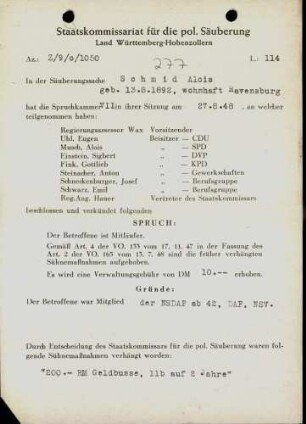 Staatskommissariat für die pol. Säuberung
Land Württemberg-Hohenzollern
Az.: Z/9/o/1050
277
L.: 114
In der Säuberungssache Schmid Alois
geb. 13.8.1892, wohnhaft Ravensburg
hat die Spruchkammer VII in ihrer Sitzung am 27.8.48, an welcher
teilgenommen haben:
Regierungsassessor Wax Vorsitzender
Uhl, Eugen Beisitzer — CDU
Munch, Alois „ — SPD
Einstein, Sigbert „ — DVP
Fink, Gottlieb „ — KPD
Steinacher, Anton „ — Gewerkschaften
Schneckenburger, Josef „ — Berufsgruppe
Schwarz, Emil „ — Berufsgruppe
Reg.Ang. Hauer Vertreter des Staatskommissars
beschlossen und verkündet folgenden
SPRUCH:
Der Betroffene ist Mitläufer.
Gemäß Art. 4 der VO. 133 vom 17. 11. 47 in der Fassung des
Art. 2 der VO. 165 vom 13. 7. 48 sind die früher verhängten
Sühnemaßnahmen aufgehoben.
Es wird eine Verwaltungsgebühr von DM 10.-- erhoben.
Gründe:
Der Betroffene war Mitglied der NSDAP ab 42, DAF, NSV.
Durch Entscheidung des Staatskommissars für die pol. Säuberung waren fol-
gende Sühnemaßnahmen verhängt worden:
"200.- RM Geldbusse, 11b auf 2 Jahre"